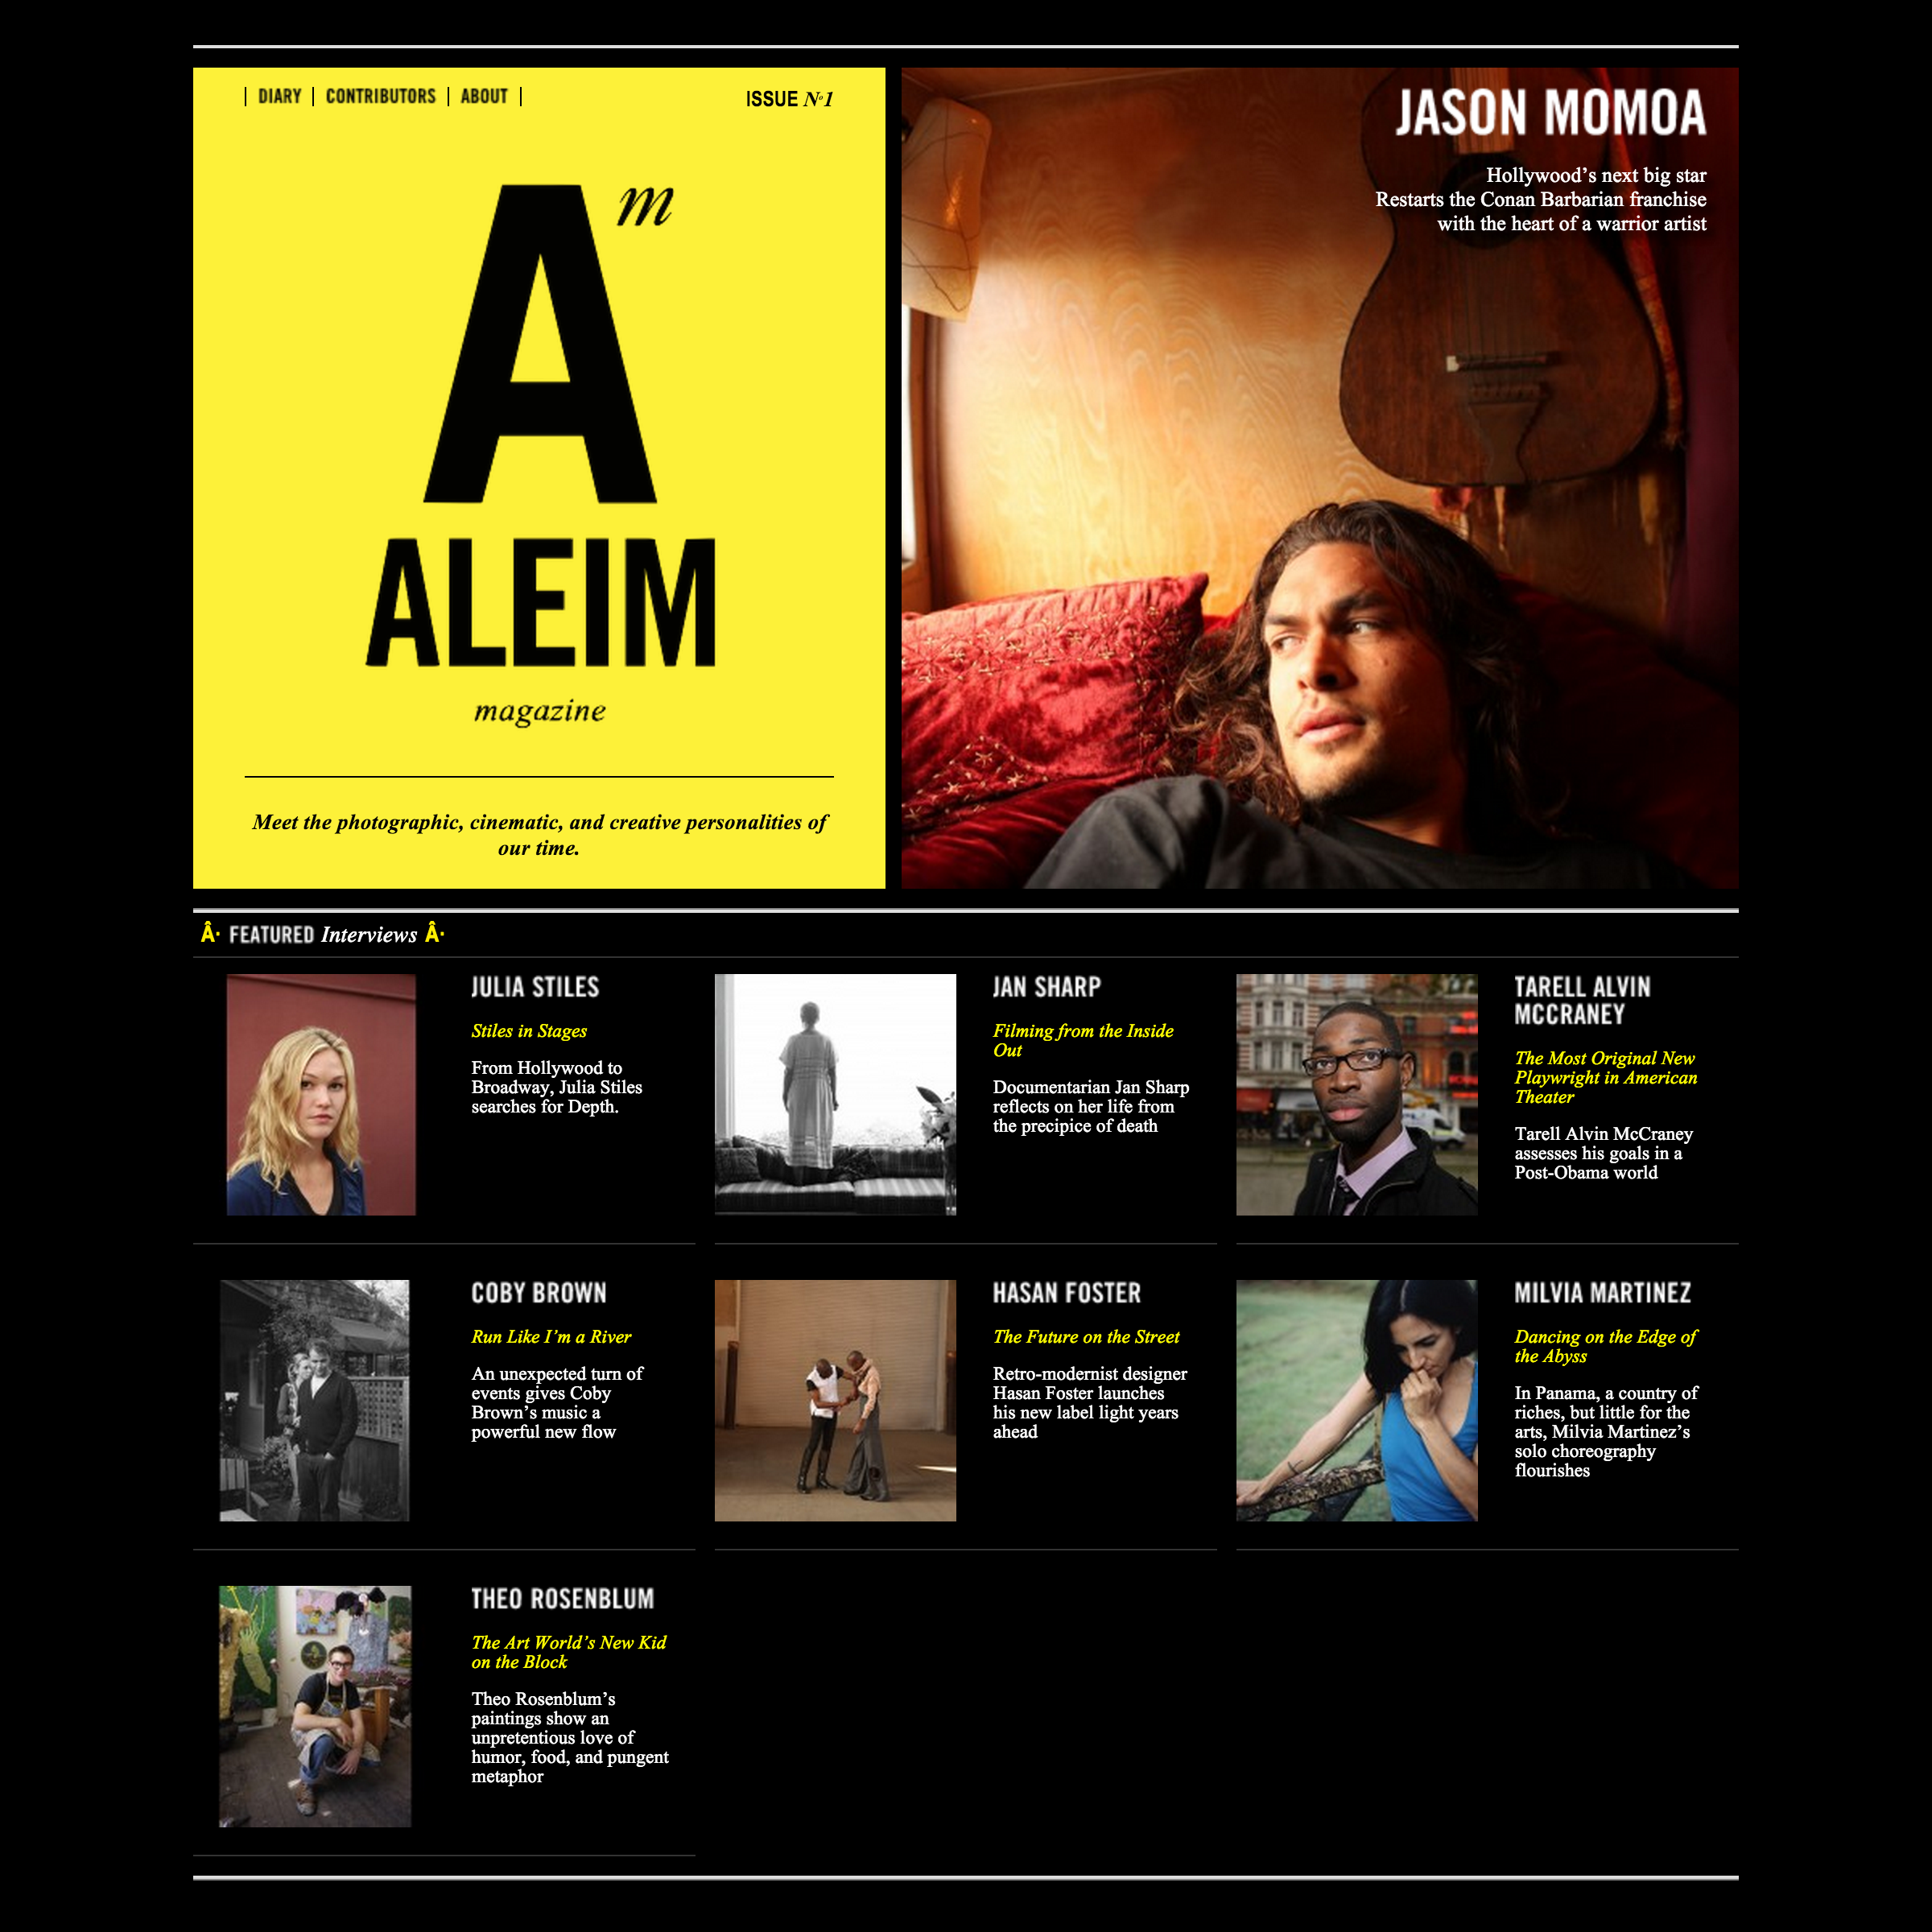 DIARY | CONTRIBUTORS | ABOUT
ISSUE Nº1
Am
ALEIM
magazine
Meet the photographic, cinematic, and creative personalities of
our time.
JASON MOMOA
Hollywood’s next big star
Restarts the Conan Barbarian franchise
with the heart of a warrior artist
Â· FEATURED Interviews Â·
JULIA STILES
Stiles in Stages
From Hollywood to
Broadway, Julia Stiles
searches for Depth.
JAN SHARP
Filming from the Inside
Out
Documentarian Jan Sharp
reflects on her life from
the precipice of death
TARELL ALVIN
MCCRANEY
The Most Original New
Playwright in American
Theater
Tarell Alvin McCraney
assesses his goals in a
Post-Obama world
COBY BROWN
Run Like I’m a River
An unexpected turn of
events gives Coby
Brown’s music a
powerful new flow
HASAN FOSTER
The Future on the Street
Retro-modernist designer
Hasan Foster launches
his new label light years
ahead
MILVIA MARTINEZ
Dancing on the Edge of
the Abyss
In Panama, a country of
riches, but little for the
arts, Milvia Martinez’s
solo choreography
flourishes
THEO ROSENBLUM
The Art World’s New Kid
on the Block
Theo Rosenblum’s
paintings show an
unpretentious love of
humor, food, and pungent
metaphor